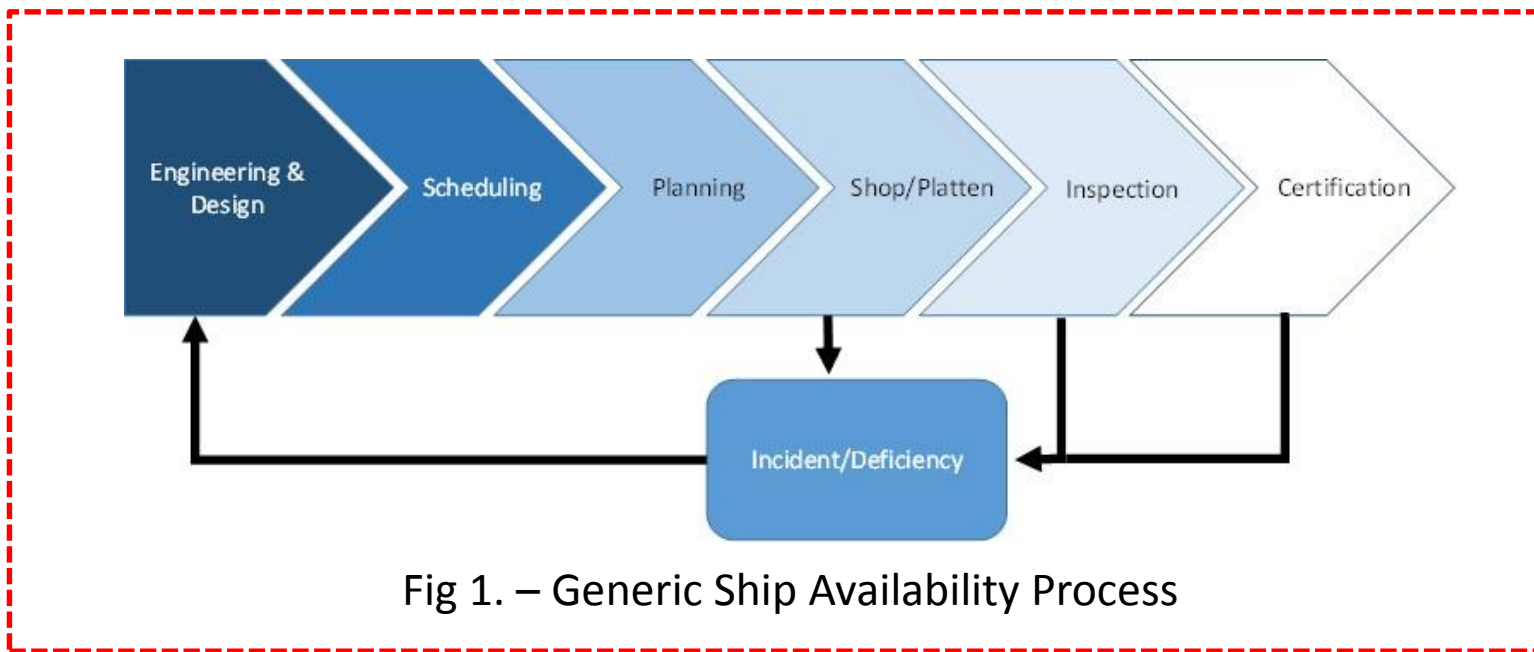 Engineering &
Design
Scheduling
Planning
Shop/Platten
Inspection
Certification
Incident/Deficiency
Fig 1. – Generic Ship Availability Process